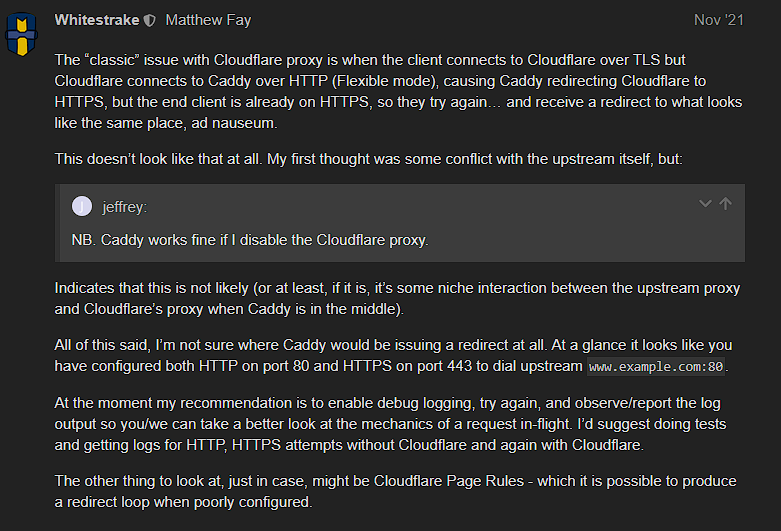 Whitestrake Matthew Fay Nov '21
The “classic” issue with Cloudflare proxy is when the client connects to Cloudflare over TLS but
Cloudflare connects to Caddy over HTTP (Flexible mode), causing Caddy redirecting Cloudflare to
HTTPS, but the end client is already on HTTPS, so they try again… and receive a redirect to what looks
like the same place, ad nauseum.
This doesn’t look like that at all. My first thought was some conflict with the upstream itself, but:
J jeffrey:
NB. Caddy works fine if I disable the Cloudflare proxy.
Indicates that this is not likely (or at least, if it is, it’s some niche interaction between the upstream proxy
and Cloudflare’s proxy when Caddy is in the middle).
All of this said, I’m not sure where Caddy would be issuing a redirect at all. At a glance it looks like you
have configured both HTTP on port 80 and HTTPS on port 443 to dial upstream www.example.com:80.
At the moment my recommendation is to enable debug logging, try again, and observe/report the log
output so you/we can take a better look at the mechanics of a request in-flight. I’d suggest doing tests
and getting logs for HTTP, HTTPS attempts without Cloudflare and again with Cloudflare.
The other thing to look at, just in case, might be Cloudflare Page Rules - which it is possible to produce
a redirect loop when poorly configured.